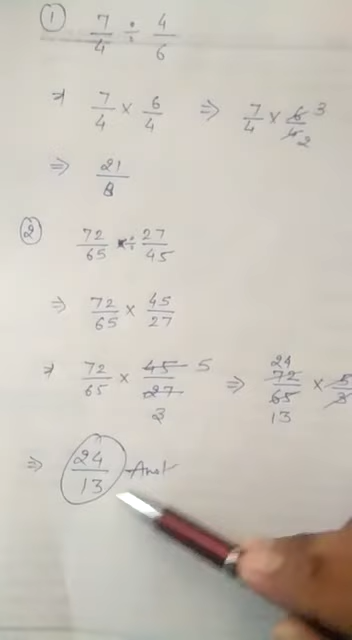 ① 7/4 ÷ 4/6
⇒ 7/4 × 6/4 ⇒ 7/4 × 6/4 3 2
⇒ 21/8
② 72/65 ÷ 27/45
⇒ 72/65 × 45/27
⇒ 72/65 × 45/27 5 3 ⇒ 24 72/65 13 × 5/3
⇒ 24/13 Ans